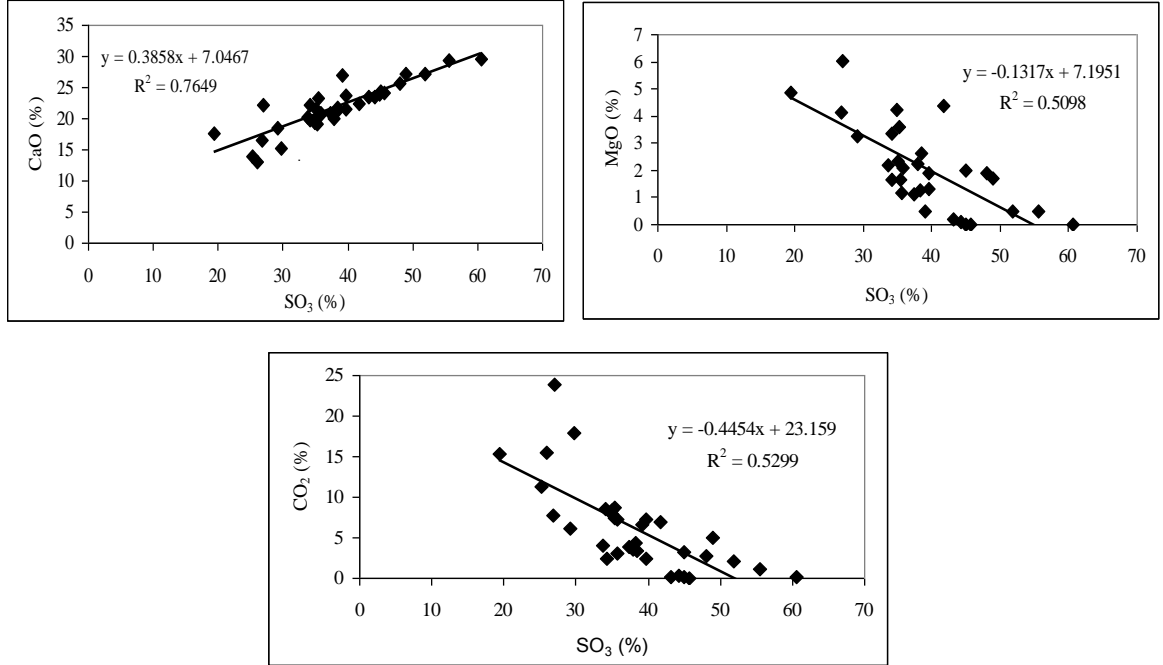 35
30
25
20
15
10
5
0
CaO (%)
y = 0.3858x + 7.0467
R² = 0.7649
0 10 20 30 40 50 60 70
SO₃ (%)
7
6
5
4
3
2
1
0
MgO (%)
y = -0.1317x + 7.1951
R² = 0.5098
0 10 20 30 40 50 60 70
SO₃ (%)
25
20
15
10
5
0
CO₂ (%)
y = -0.4454x + 23.159
R² = 0.5299
0 10 20 30 40 50 60 70
SO₃ (%)